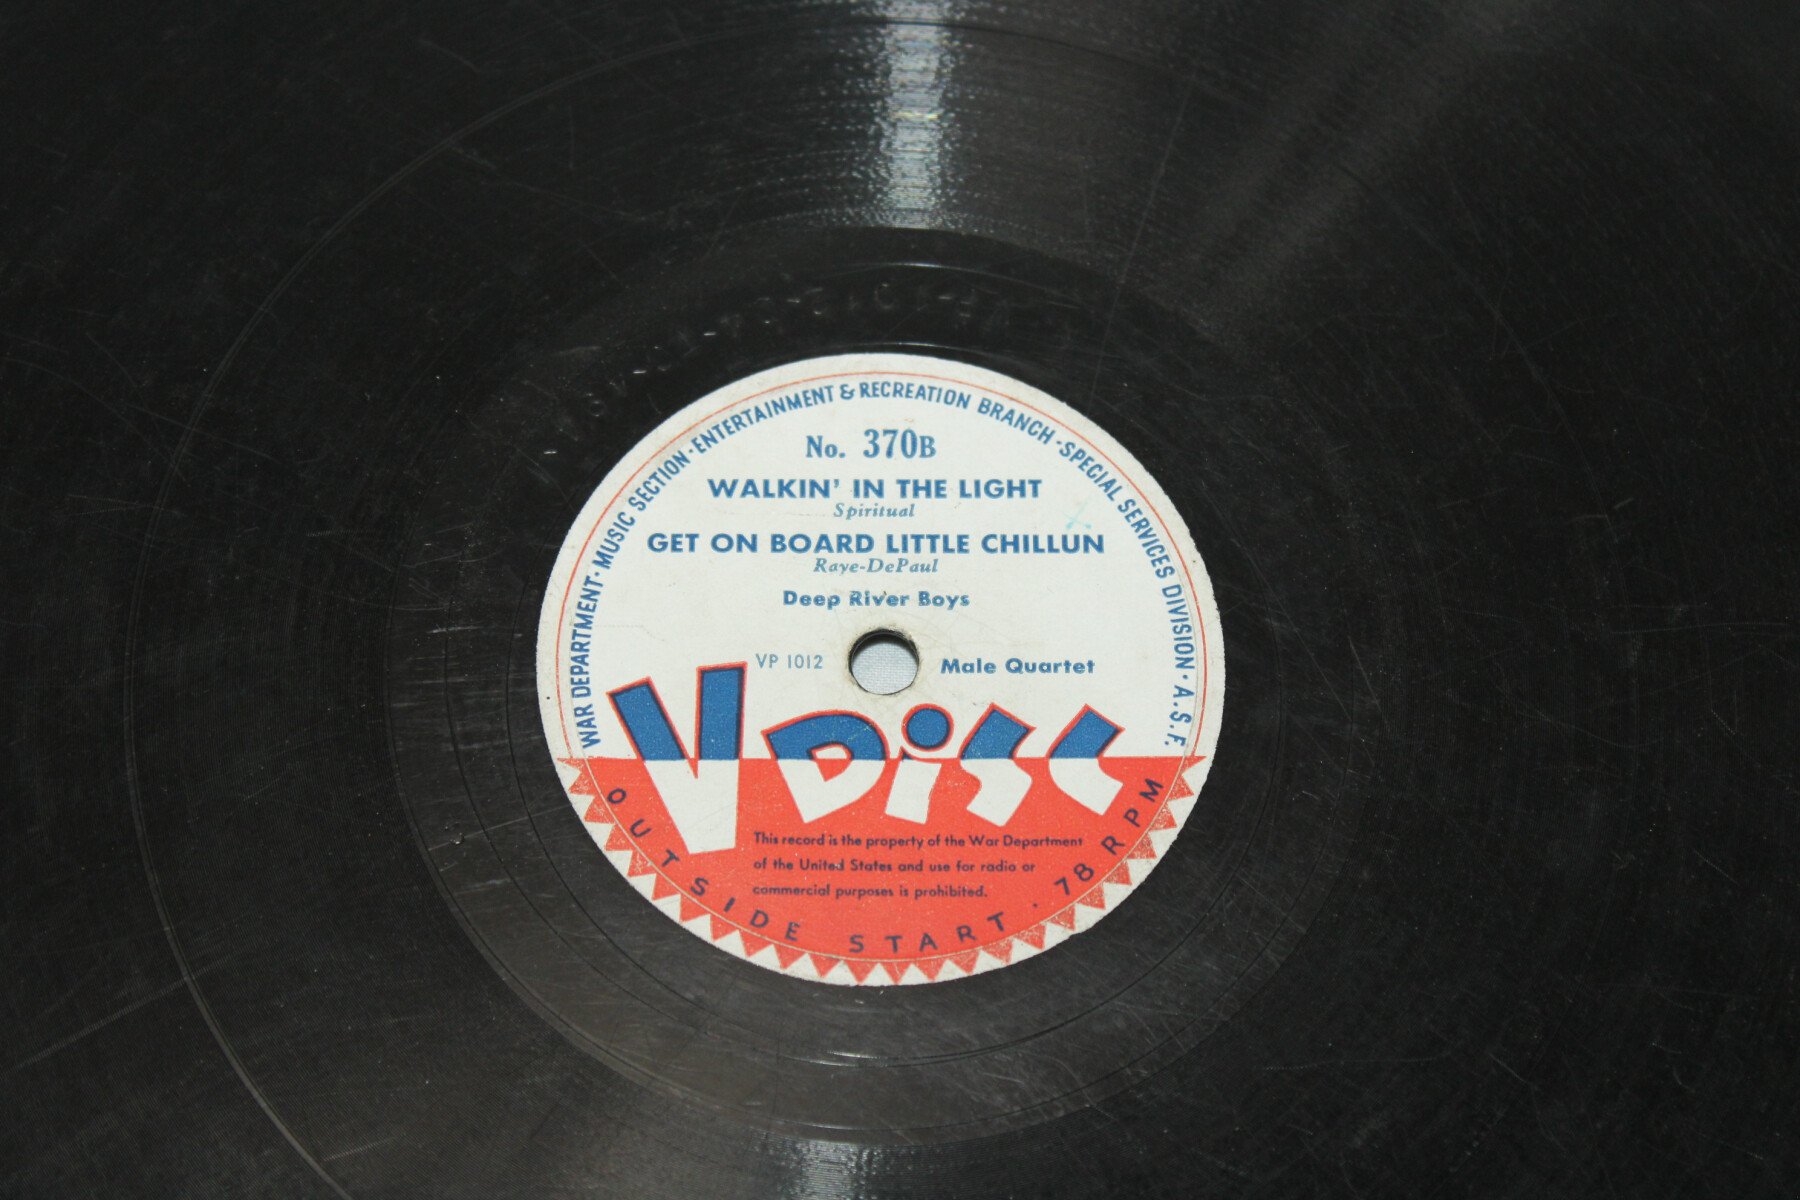 WAR DEPARTMENT · MUSIC SECTION - ENTERTAINMENT & RECREATION BRANCH - SPECIAL SERVICES DIVISION · A.S.F.
No. 370B
WALKIN' IN THE LIGHT
Spiritual
GET ON BOARD LITTLE CHILLUN
Raye-DePaul
Deep River Boys
VP 1012 Male Quartet
V DiSC
This record is the property of the War Department
of the United States and use for radio or
commercial purposes is prohibited.
OUTSIDE START . 78 RPM